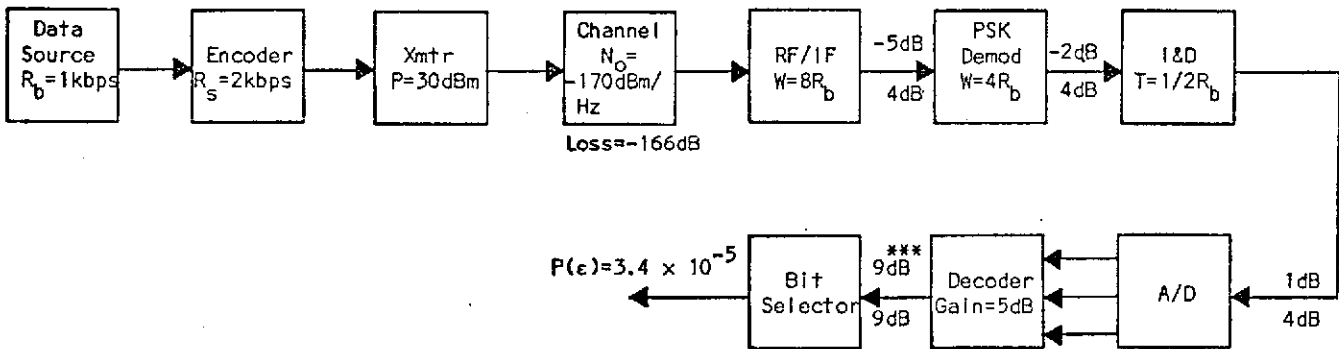 Data
Source
R_b=1kbps
Encoder
R_s=2kbps
Xmtr
P=30dBm
Channel
N_o=
-170dBm/
Hz
Loss=-166dB
RF/IF
W=8R_b
-5dB
4dB
PSK
Demod
W=4R_b
-2dB
4dB
I&D
T=1/2R_b
1dB
4dB
A/D
Decoder
Gain=5dB
9dB***
9dB
Bit
Selector
P(ε)=3.4 × 10^-5